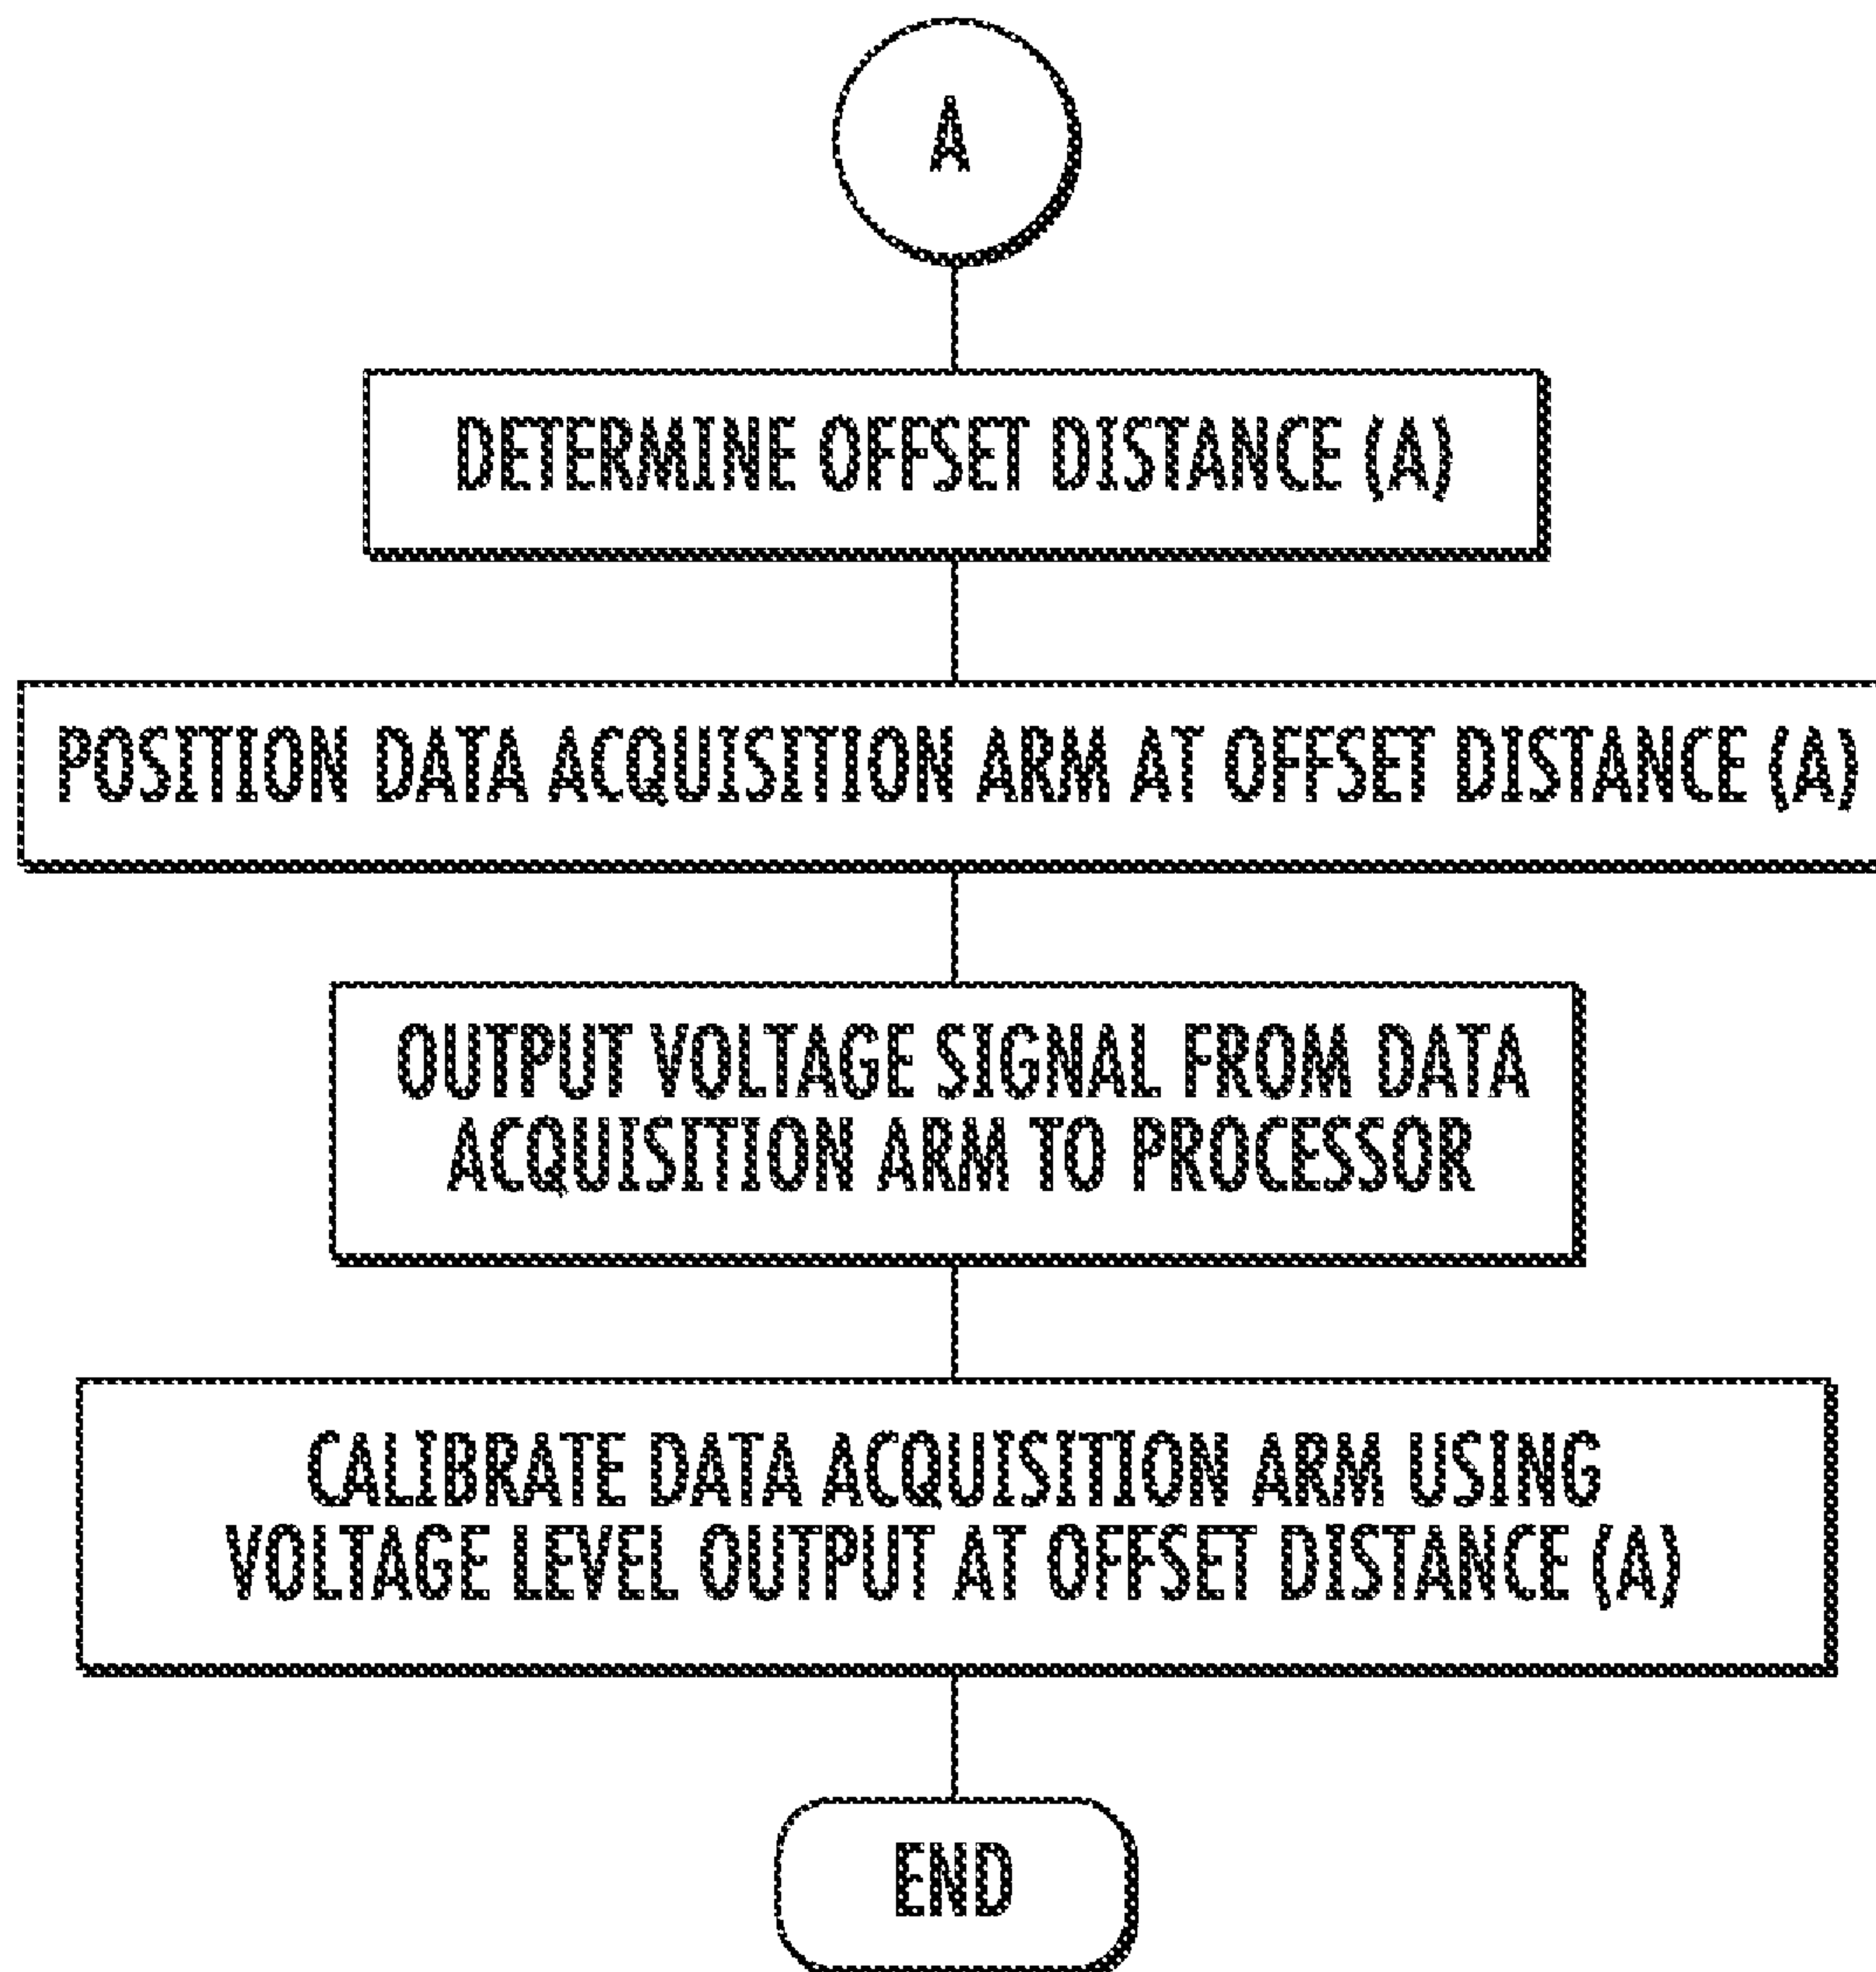 A
DETERMINE OFFSET DISTANCE (A)
POSITION DATA ACQUISITION ARM AT OFFSET DISTANCE (A)
OUTPUT VOLTAGE SIGNAL FROM DATA
ACQUISITION ARM TO PROCESSOR
CALIBRATE DATA ACQUISITION ARM USING
VOLTAGE LEVEL OUTPUT AT OFFSET DISTANCE (A)
END